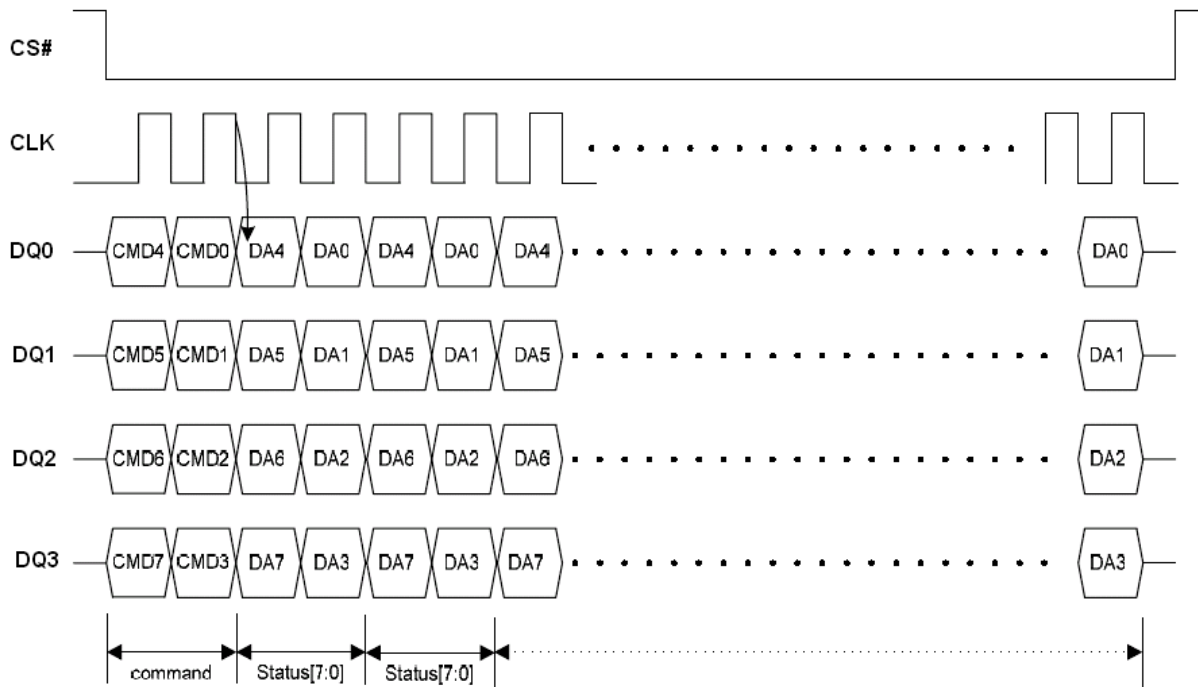 CS#
CLK
DQ0 CMD4 CMD0 DA4 DA0 DA4 DA0 DA4 DA0
DQ1 CMD5 CMD1 DA5 DA1 DA5 DA1 DA5 DA1
DQ2 CMD6 CMD2 DA6 DA2 DA6 DA2 DA6 DA2
DQ3 CMD7 CMD3 DA7 DA3 DA7 DA3 DA7 DA3
command Status[7:0] Status[7:0]